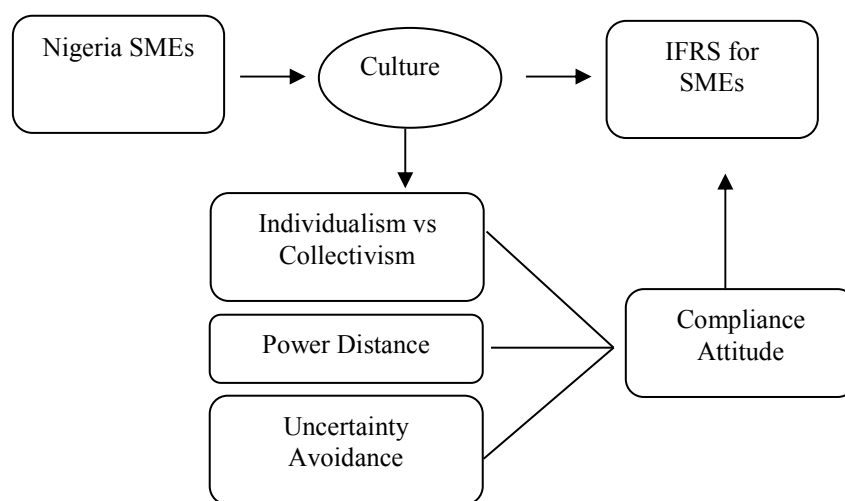 Nigeria SMEs
Culture
IFRS for
SMEs
Individualism vs
Collectivism
Power Distance
Compliance
Attitude
Uncertainty
Avoidance